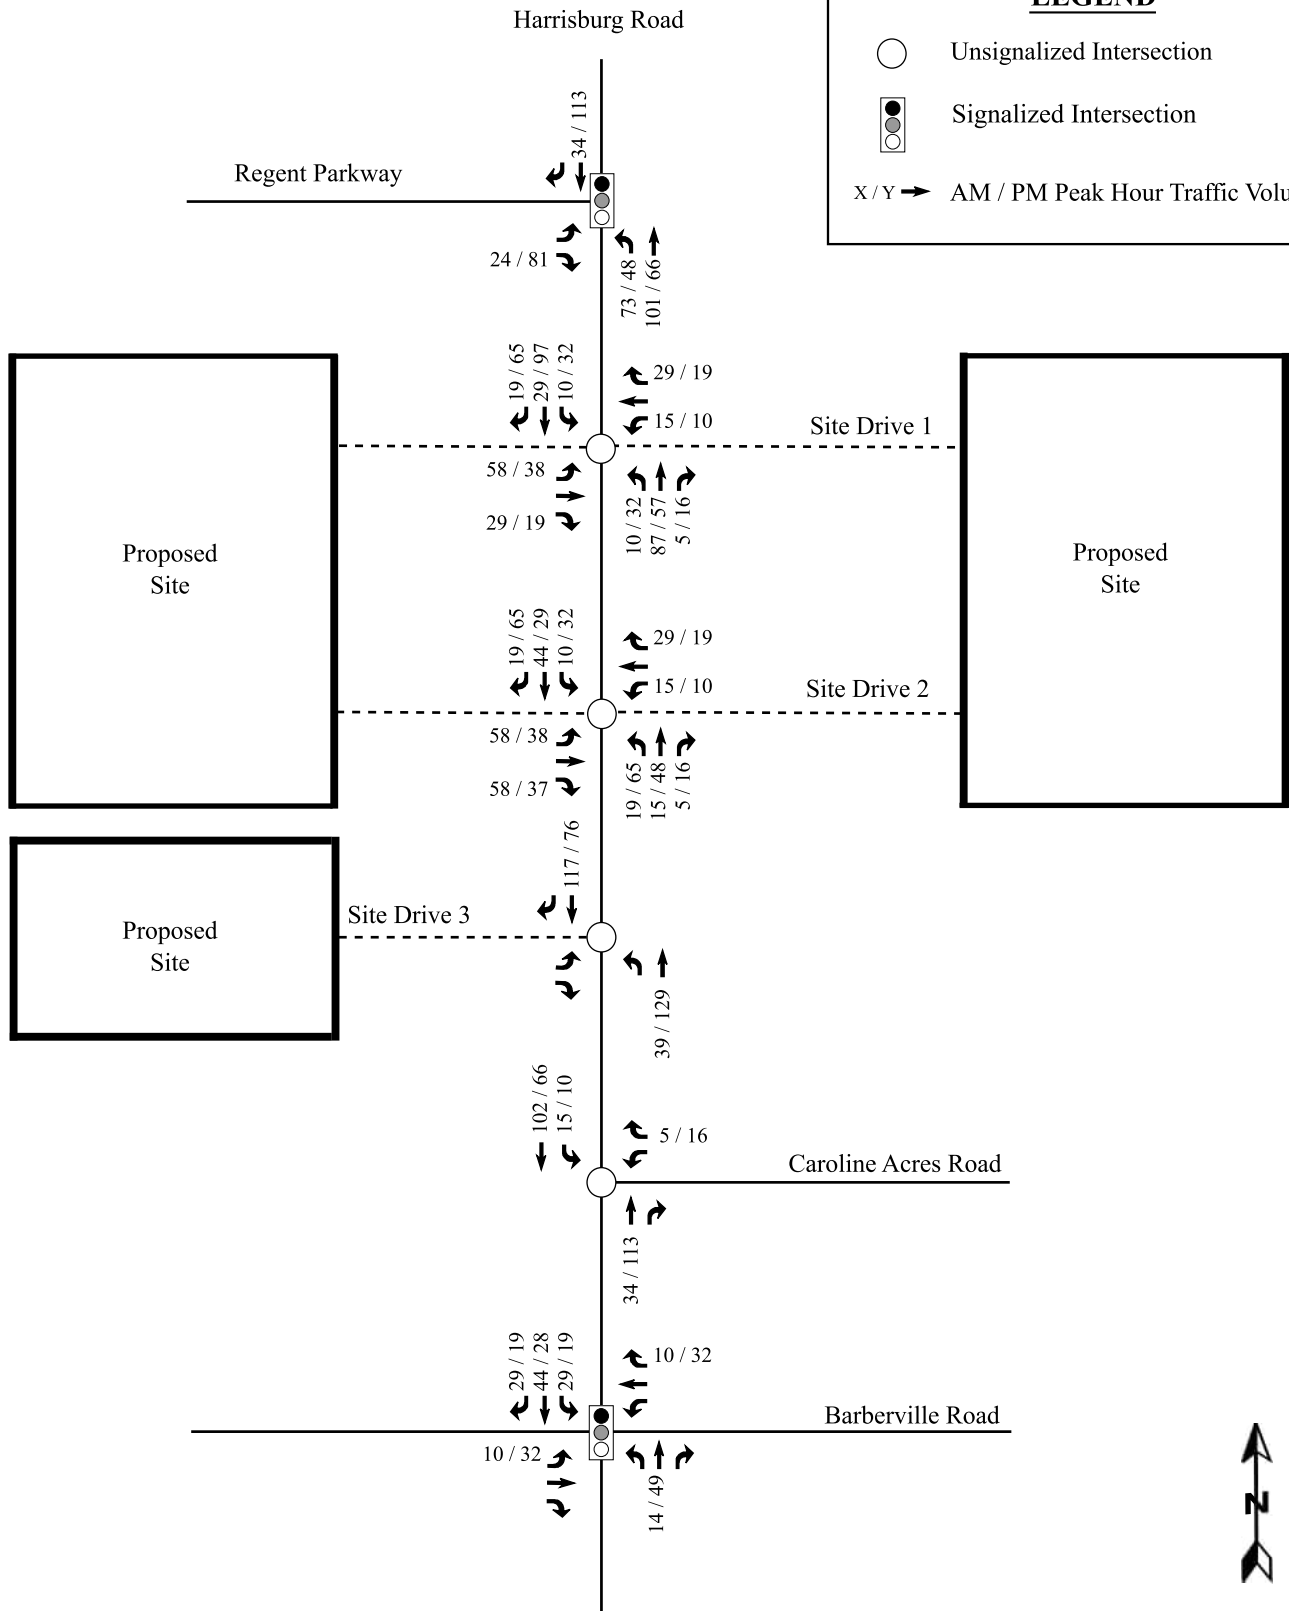 Harrisburg Road
LEGEND
Unsignalized Intersection
Signalized Intersection
X / Y AM / PM Peak Hour Traffic
34 / 113
Regent Parkway
24 / 81
73 / 48
101 / 66
19 / 65
29 / 97
10 / 32
29 / 19
15 / 10
Site Drive 1
58 / 38
29 / 19
10 / 32
87 / 57
5 / 16
Proposed
Site
Proposed
Site
19 / 65
44 / 29
10 / 32
29 / 19
15 / 10
Site Drive 2
58 / 38
58 / 37
19 / 65
15 / 48
5 / 16
117 / 76
Site Drive 3
Proposed
Site
39 / 129
102 / 66
15 / 10
5 / 16
Caroline Acres Road
34 / 113
29 / 19
44 / 28
29 / 19
10 / 32
Barberville Road
10 / 32
14 / 49
N